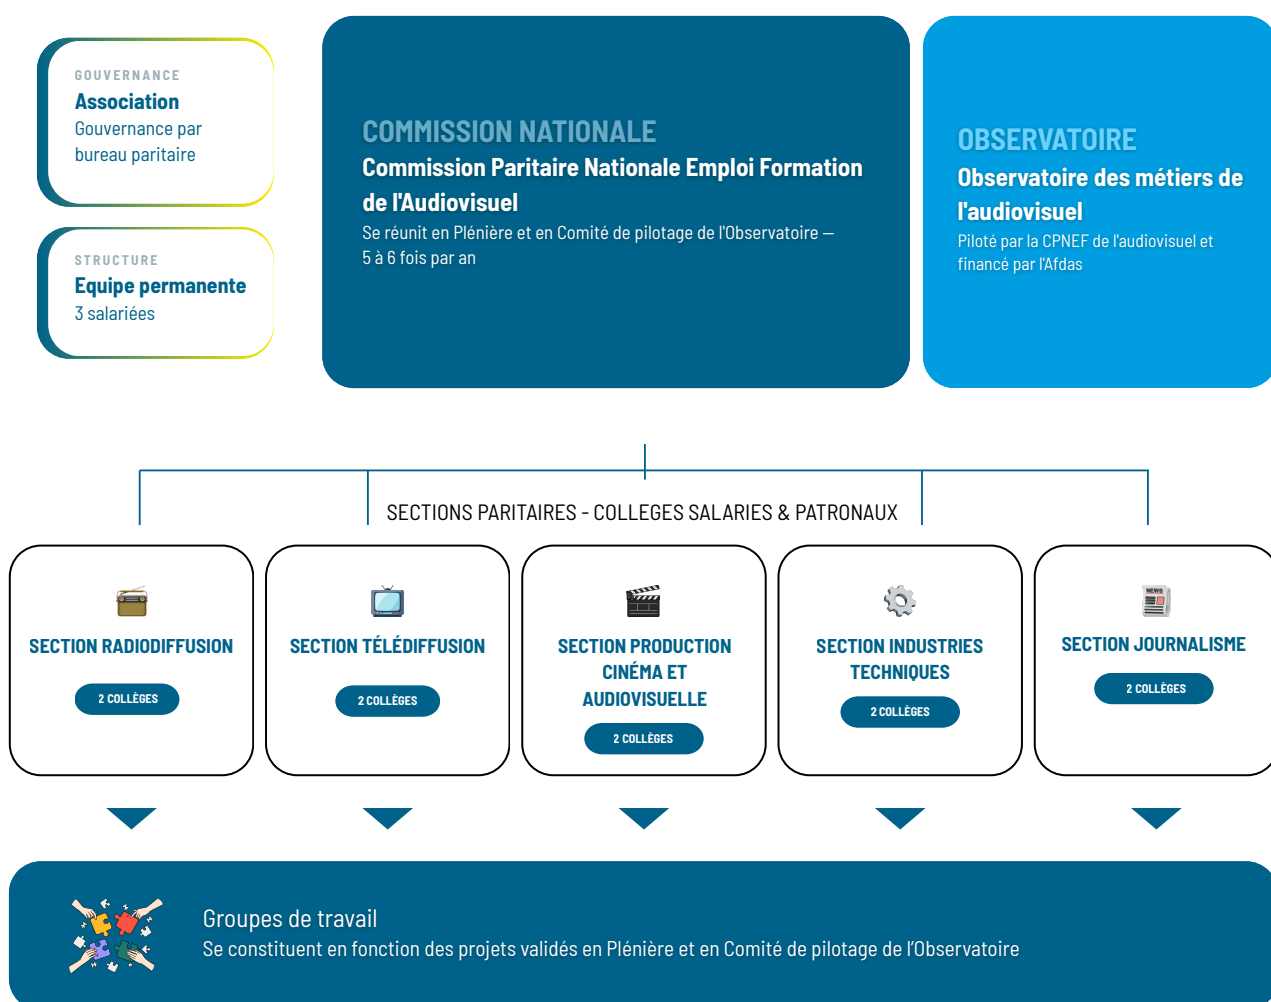 GOUVERNANCE
Association
Gouvernance par
bureau paritaire
STRUCTURE
Equipe permanente
3 salariées
COMMISSION NATIONALE
Commission Paritaire Nationale Emploi Formation
de l'Audiovisuel
Se réunit en Plénière et en Comité de pilotage de l'Observatoire –
5 à 6 fois par an
OBSERVATOIRE
Observatoire des métiers de
l'audiovisuel
Piloté par la CPNEF de l'audiovisuel et
financé par l'Afdas
SECTIONS PARITAIRES - COLLEGES SALARIES & PATRONAUX
SECTION RADIODIFFUSION
2 COLLÈGES
SECTION TÉLÉDIFFUSION
2 COLLÈGES
SECTION PRODUCTION
CINÉMA ET
AUDIOVISUELLE
2 COLLÈGES
SECTION INDUSTRIES
TECHNIQUES
2 COLLÈGES
NEWS
SECTION JOURNALISME
2 COLLÈGES
Groupes de travail
Se constituent en fonction des projets validés en Plénière et en Comité de pilotage de l’Observatoire